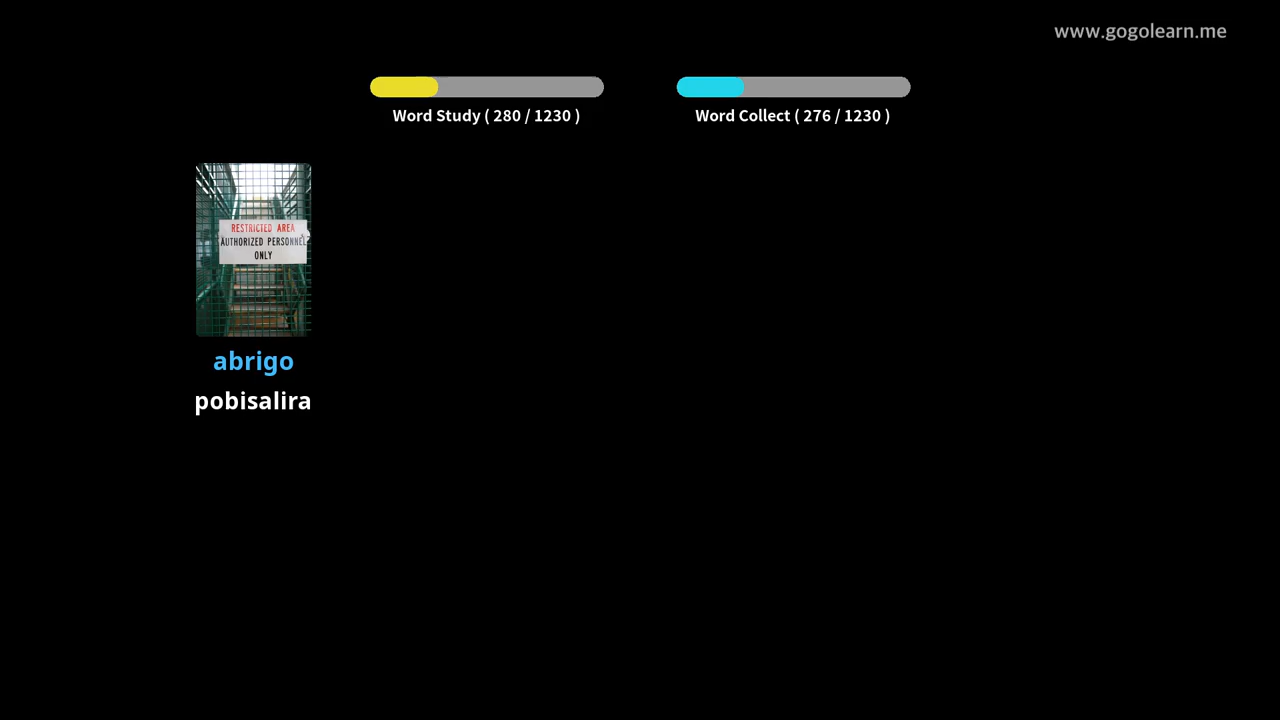 www.gogolearn.me
Word Study ( 280 / 1230 )
Word Collect ( 276 / 1230 )
RESTRICTED AREA
AUTHORIZED PERSONNEL
ONLY
abrigo
pobisalira